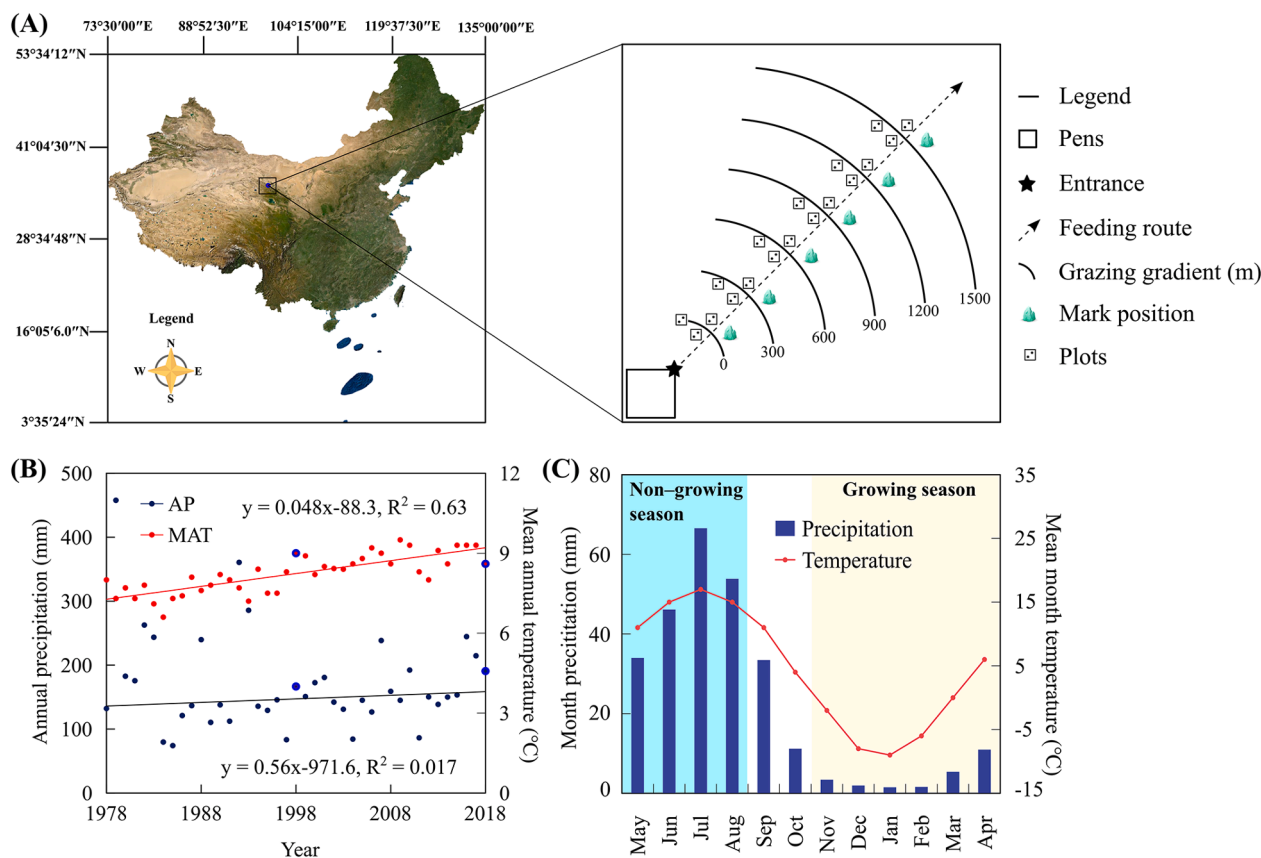 (A)
73°30′00″E 88°52′30″E 104°15′00″E 119°37′30″E 135°00′00″E
53°34′12″N
41°04′30″N
28°34′48″N
16°05′6.0″N
3°35′24″N
Legend
N
W E
S
0
300
600
900
1200
1500
Legend
Pens
Entrance
Feeding route
Grazing gradient (m)
Mark position
Plots
(B)
Annual precipitation (mm)
500
400
300
200
100
0
AP
MAT
y = 0.048x-88.3, R² = 0.63
y = 0.56x-971.6, R² = 0.017
12
9
6
3
0
Mean annual temperature (°C)
1978 1988 1998 2008 2018
Year
(C)
Month precititation (mm)
80
60
40
20
0
Non–growing
season
Growing season
Precipitation
Temperature
35
25
15
5
-5
-15
Mean month temperature (°C)
May Jun Jul Aug Sep Oct Nov Dec Jan Feb Mar Apr